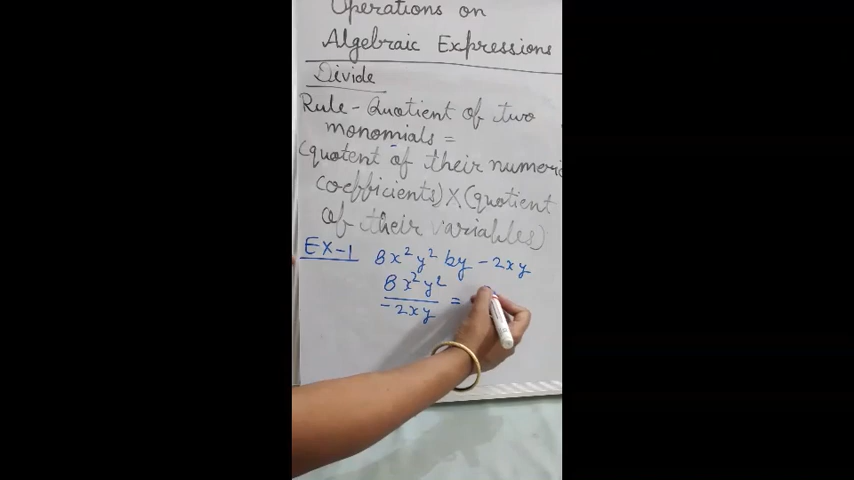 Operations on
Algebraic Expressions
Divide
Rule - Quotient of two
monomials =
(quotent of their numeric
coefficients) X (quotient
of their variables)
EX-1 8x²y² by -2xy
8x²y²
-2xy =